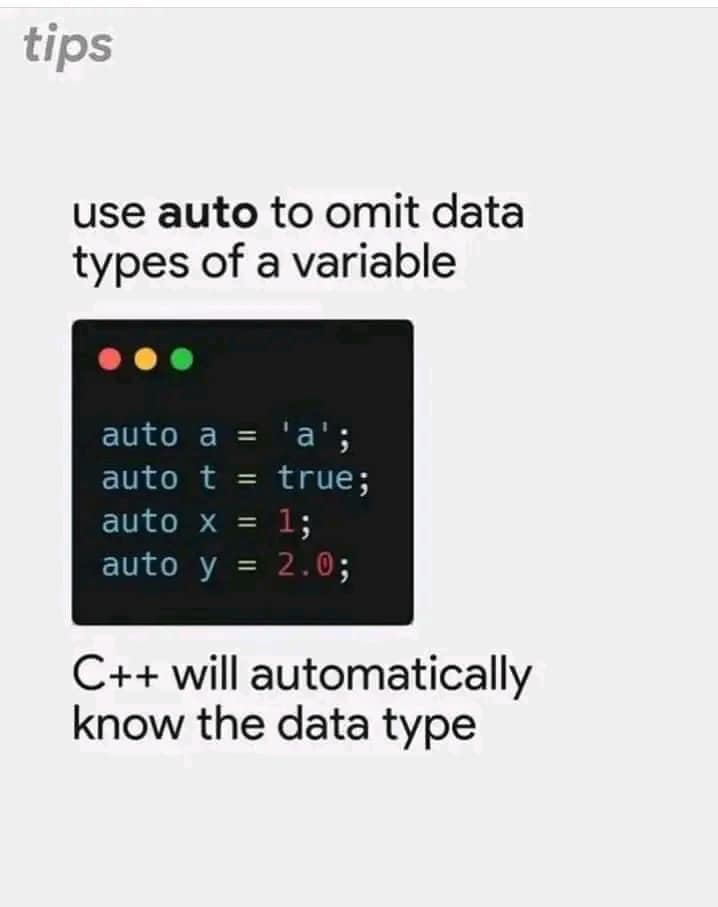 tips
use auto to omit data
types of a variable
auto a = 'a';
auto t = true;
auto x = 1;
auto y = 2.0;
C++ will automatically
know the data type